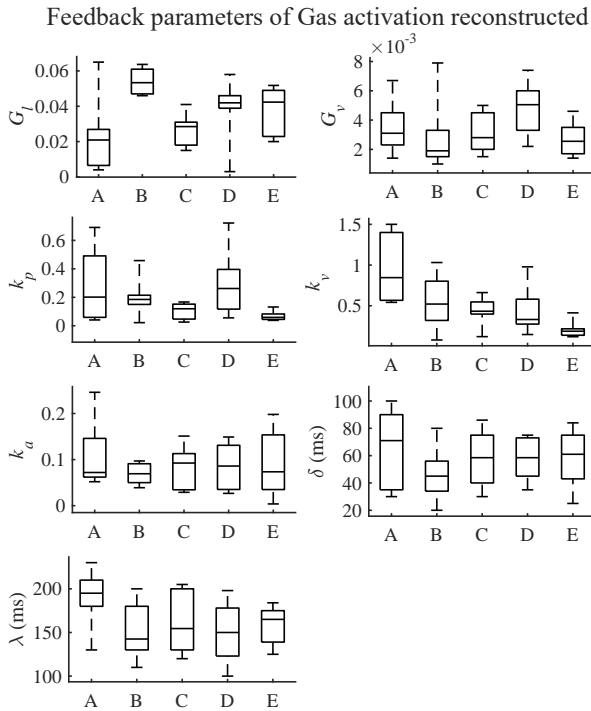 Feedback parameters of Gas activation reconstructed
G_l
0.06
0.04
0.02
0
A B C D E
G_v
×10⁻³
8
6
4
2
A B C D E
k_p
0.6
0.4
0.2
0
A B C D E
k_v
1.5
1
0.5
A B C D E
k_a
0.2
0.1
0
A B C D E
δ (ms)
100
80
60
40
20
A B C D E
λ (ms)
200
150
100
A B C D E